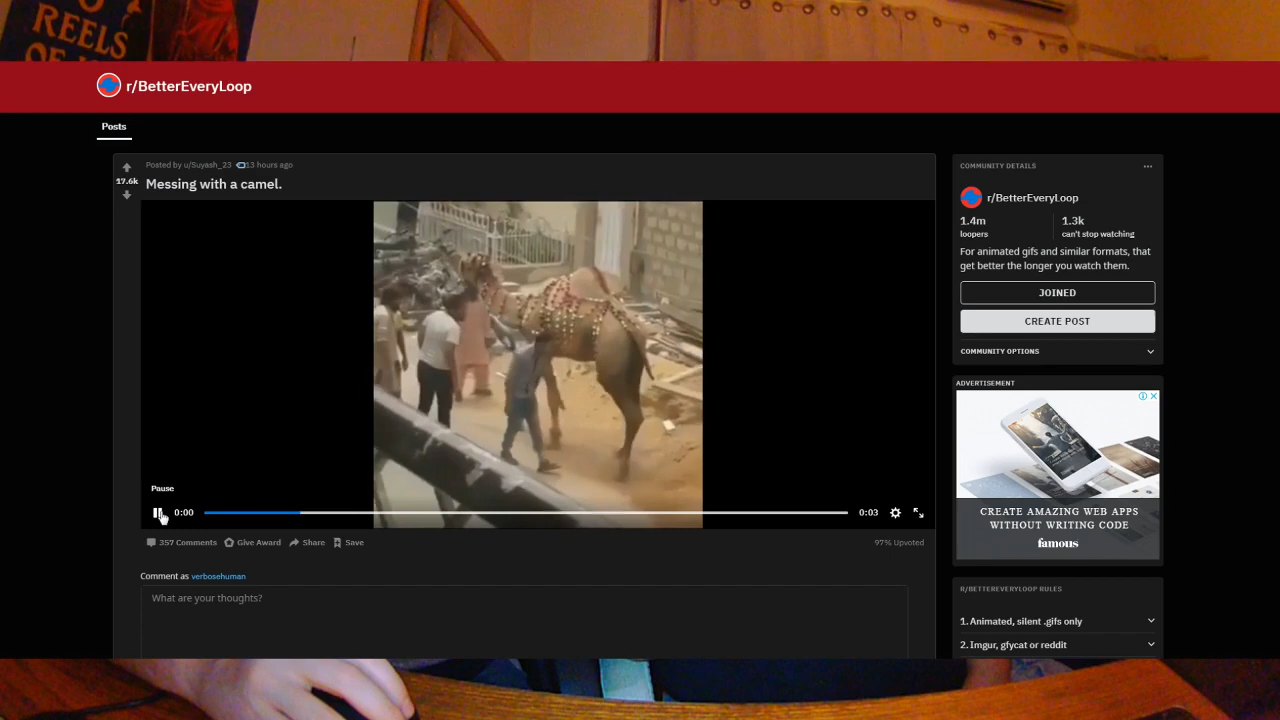 REELS
r/BetterEveryLoop
Posts
17.6k
Posted by u/Suyash_23 13 hours ago
Messing with a camel.
Pause
0:00
0:03
357 Comments Give Award Share Save
97% Upvoted
Comment as verbosehuman
What are your thoughts?
COMMUNITY DETAILS
r/BetterEveryLoop
1.4m 1.3k
loopers can't stop watching
For animated gifs and similar formats, that
get better the longer you watch them.
JOINED
CREATE POST
COMMUNITY OPTIONS
ADVERTISEMENT
CREATE AMAZING WEB APPS
WITHOUT WRITING CODE
famous
R/BETTEREVERYLOOP RULES
1. Animated, silent .gifs only
2. Imgur, gfycat or reddit